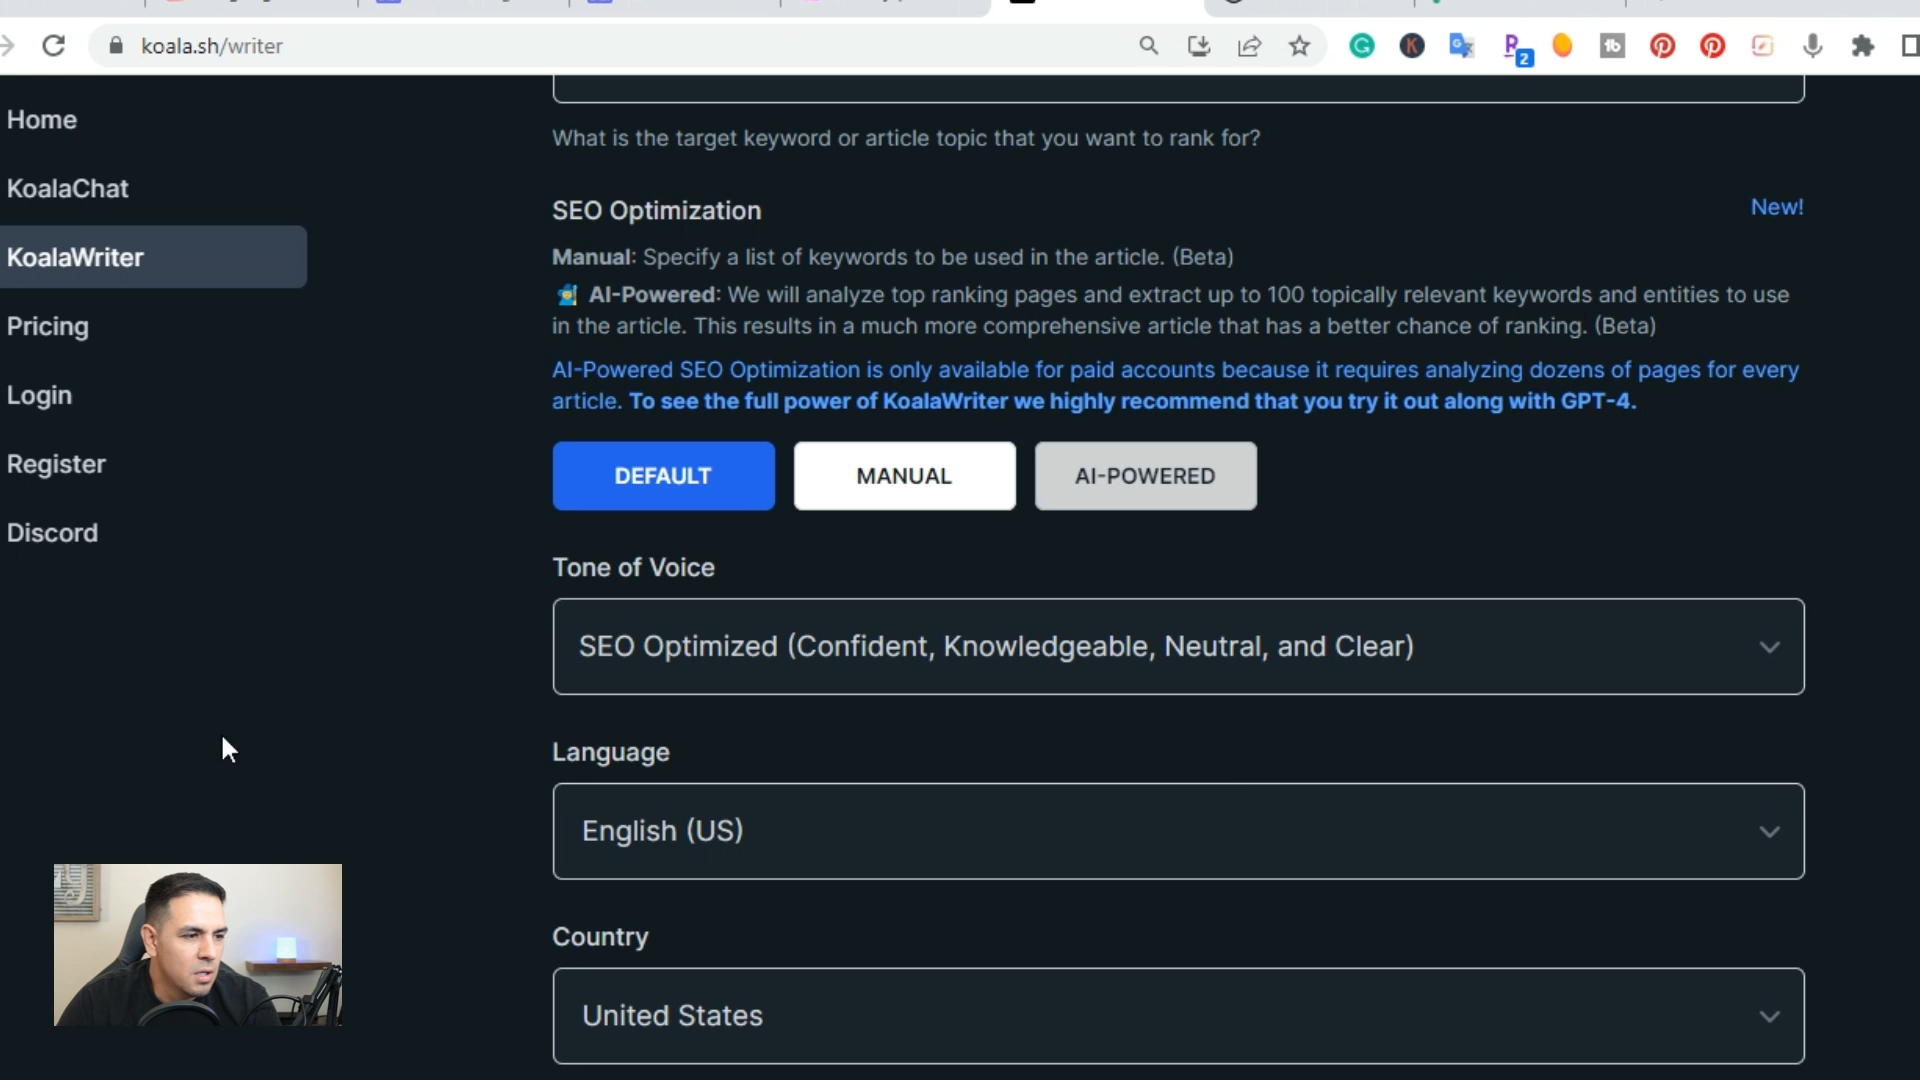 koala.sh/writer
2
Home
KoalaChat
KoalaWriter
Pricing
Login
Register
Discord
What is the target keyword or article topic that you want to rank for?
SEO Optimization
New!
Manual: Specify a list of keywords to be used in the article. (Beta)
AI-Powered: We will analyze top ranking pages and extract up to 100 topically relevant keywords and entities to use
in the article. This results in a much more comprehensive article that has a better chance of ranking. (Beta)
AI-Powered SEO Optimization is only available for paid accounts because it requires analyzing dozens of pages for every
article. To see the full power of KoalaWriter we highly recommend that you try it out along with GPT-4.
DEFAULT
MANUAL
AI-POWERED
Tone of Voice
SEO Optimized (Confident, Knowledgeable, Neutral, and Clear)
Language
English (US)
Country
United States